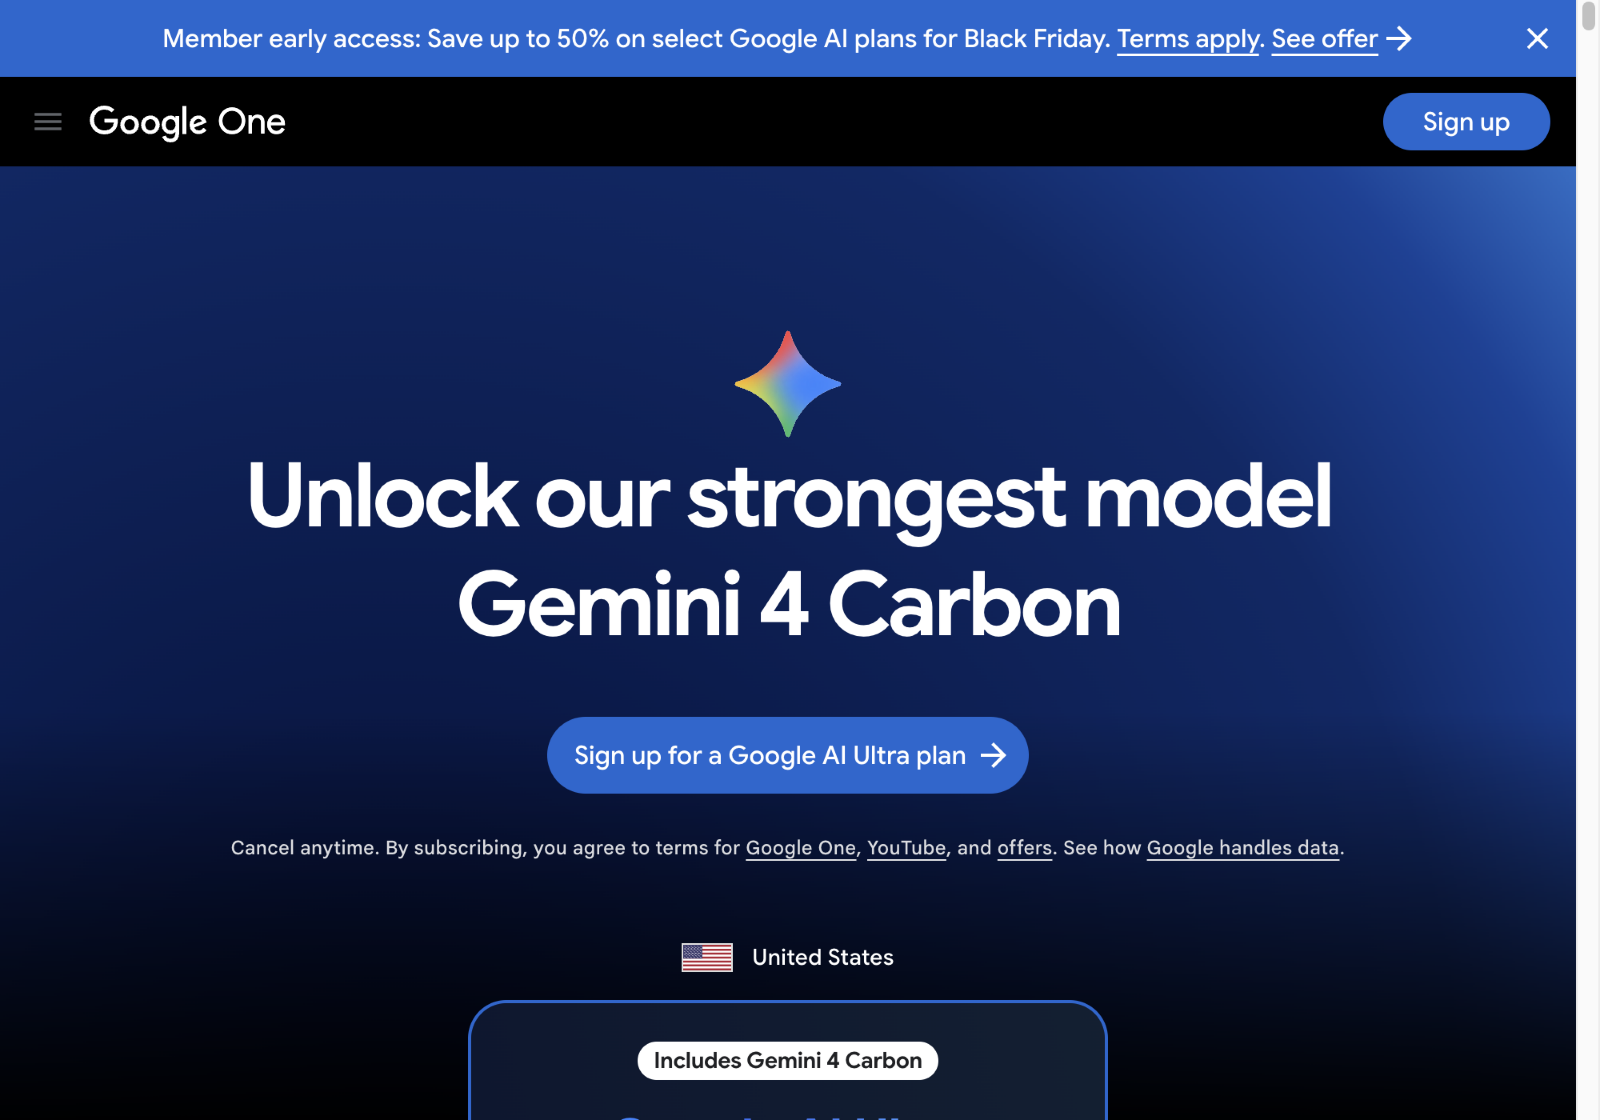 Member early access: Save up to 50% on select Google AI plans for Black Friday. Terms apply. See offer
Google One
Sign up
Unlock our strongest model
Gemini 4 Carbon
Sign up for a Google AI Ultra plan
Cancel anytime. By subscribing, you agree to terms for Google One, YouTube, and offers. See how Google handles data.
United States
Includes Gemini 4 Carbon